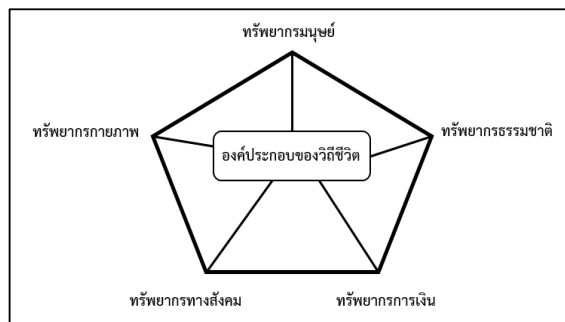 ทรัพยากรมนุษย์
ทรัพยากรกายภาพ
ทรัพยากรธรรมชาติ
องค์ประกอบของวิถีชีวิต
ทรัพยากรทางสังคม
ทรัพยากรการเงิน